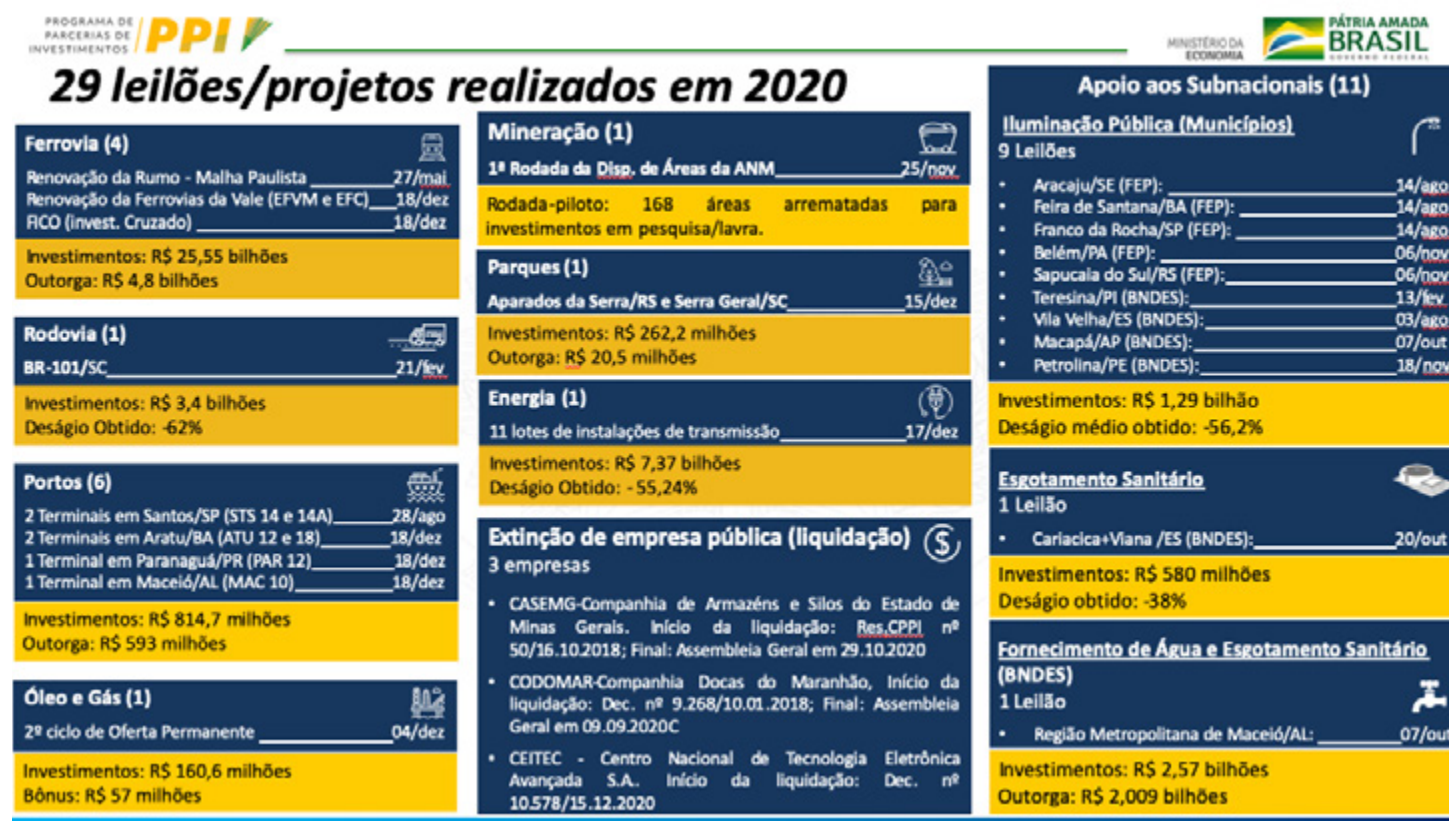 PROGRAMA DE
PARCERIAS DE
INVESTIMENTOS
PPI
MINISTÉRIO DA
ECONOMIA
PÁTRIA AMADA
BRASIL
GOVERNO FEDERAL
29 leilões/projetos realizados em 2020
Ferrovia (4)
Renovação da Rumo - Malha Paulista 27/mai
Renovação da Ferrovias da Vale (EFVM e EFC) 18/dez
FICO (invest. Cruzado) 18/dez
Investimentos: R$ 25,55 bilhões
Outorga: R$ 4,8 bilhões
Rodovia (1)
BR-101/SC 21/fev
Investimentos: R$ 3,4 bilhões
Deságio Obtido: -62%
Portos (6)
2 Terminais em Santos/SP (STS 14 e 14A) 28/ago
2 Terminais em Aratu/BA (ATU 12 e 18) 18/dez
1 Terminal em Paranaguá/PR (PAR 12) 18/dez
1 Terminal em Maceió/AL (MAC 10) 18/dez
Investimentos: R$ 814,7 milhões
Outorga: R$ 593 milhões
Óleo e Gás (1)
2º ciclo de Oferta Permanente 04/dez
Investimentos: R$ 160,6 milhões
Bônus: R$ 57 milhões
Mineração (1)
1ª Rodada da Disp. de Áreas da ANM 25/nov
Rodada-piloto: 168 áreas arrematadas para
investimentos em pesquisa/lavra.
Parques (1)
Aparados da Serra/RS e Serra Geral/SC 15/dez
Investimentos: R$ 262,2 milhões
Outorga: R$ 20,5 milhões
Energia (1)
11 lotes de instalações de transmissão 17/dez
Investimentos: R$ 7,37 bilhões
Deságio Obtido: - 55,24%
Extinção de empresa pública (liquidação)
3 empresas
• CASEMG-Companhia de Armazéns e Silos do Estado de
Minas Gerais. Início da liquidação: Res.CPPI nº
50/16.10.2018; Final: Assembleia Geral em 29.10.2020
• CODOMAR-Companhia Docas do Maranhão, Início da
liquidação: Dec. nº 9.268/10.01.2018; Final: Assembleia
Geral em 09.09.2020C
• CEITEC - Centro Nacional de Tecnologia Eletrônica
Avançada S.A. Início da liquidação: Dec. nº
10.578/15.12.2020
Apoio aos Subnacionais (11)
Iluminação Pública (Municípios)
9 Leilões
• Aracaju/SE (FEP): 14/ago
• Feira de Santana/BA (FEP): 14/ago
• Franco da Rocha/SP (FEP): 14/ago
• Belém/PA (FEP): 06/nov
• Sapucaia do Sul/RS (FEP): 06/nov
• Teresina/PI (BNDES): 13/fev
• Vila Velha/ES (BNDES): 03/ago
• Macapá/AP (BNDES): 07/out
• Petrolina/PE (BNDES): 18/nov
Investimentos: R$ 1,29 bilhão
Deságio médio obtido: -56,2%
Esgotamento Sanitário
1 Leilão
• Cariacica+Viana /ES (BNDES): 20/out
Investimentos: R$ 580 milhões
Deságio obtido: -38%
Fornecimento de Água e Esgotamento Sanitário
(BNDES)
1 Leilão
• Região Metropolitana de Maceió/AL: 07/out
Investimentos: R$ 2,57 bilhões
Outorga: R$ 2,009 bilhões